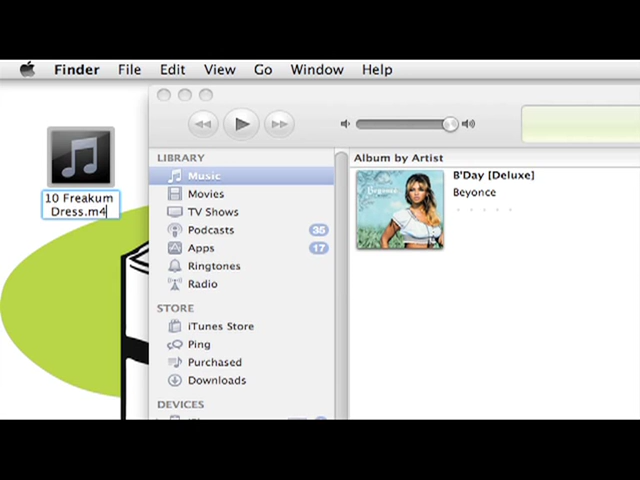 Finder File Edit View Go Window Help
10 Freakum
Dress.m4
LIBRARY
Music
Movies
TV Shows
Podcasts 35
Apps 17
Ringtones
Radio
STORE
iTunes Store
Ping
Purchased
Downloads
DEVICES
Album by Artist
B'Day [Deluxe]
Beyonce